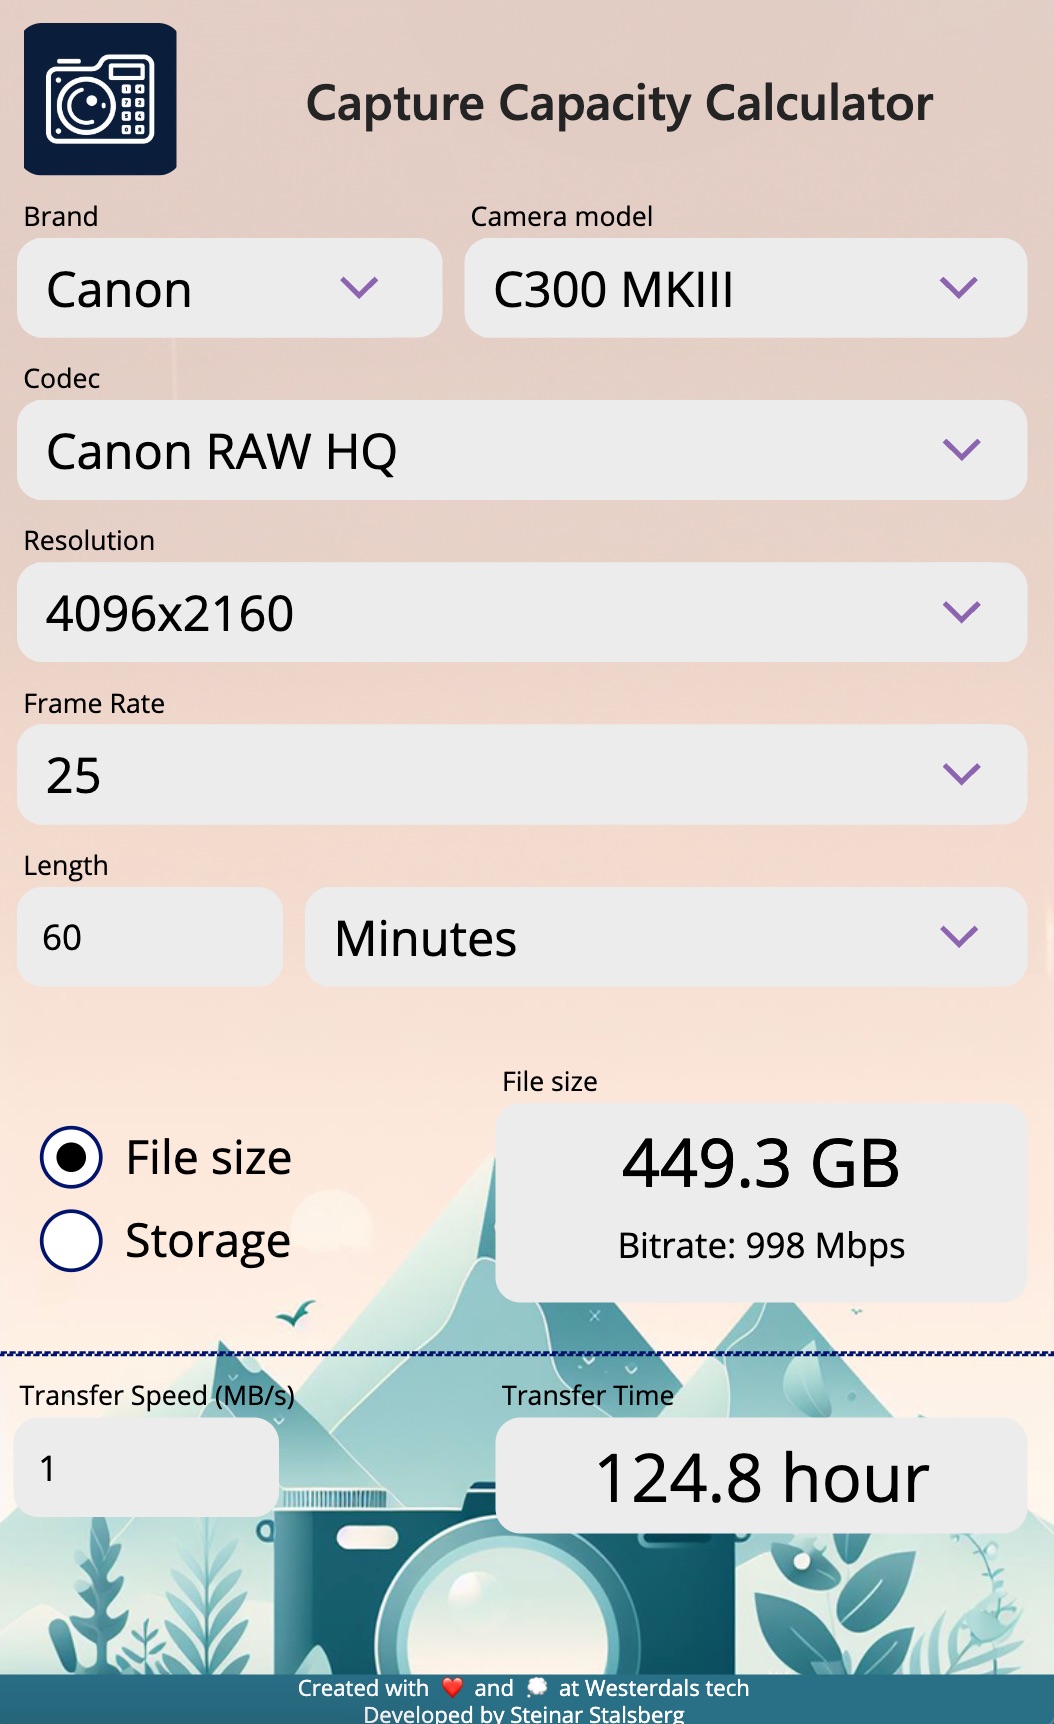 Capture Capacity Calculator
Brand
Camera model
Canon
C300 MKIII
Codec
Canon RAW HQ
Resolution
4096x2160
Frame Rate
25
Length
60
Minutes
File size
449.3 GB
Bitrate: 998 Mbps
File size
Storage
Transfer Speed (MB/s)
Transfer Time
1
124.8 hour
Created with ❤️ and 💭 at Westerdals tech
Developed by Steinar Stalsberg